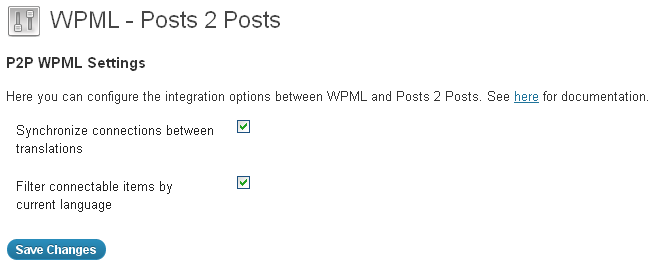 WPML - Posts 2 Posts
P2P WPML Settings
Here you can configure the integration options between WPML and Posts 2 Posts. See here for documentation.
Synchronize connections between
translations
Filter connectable items by
current language
Save Changes